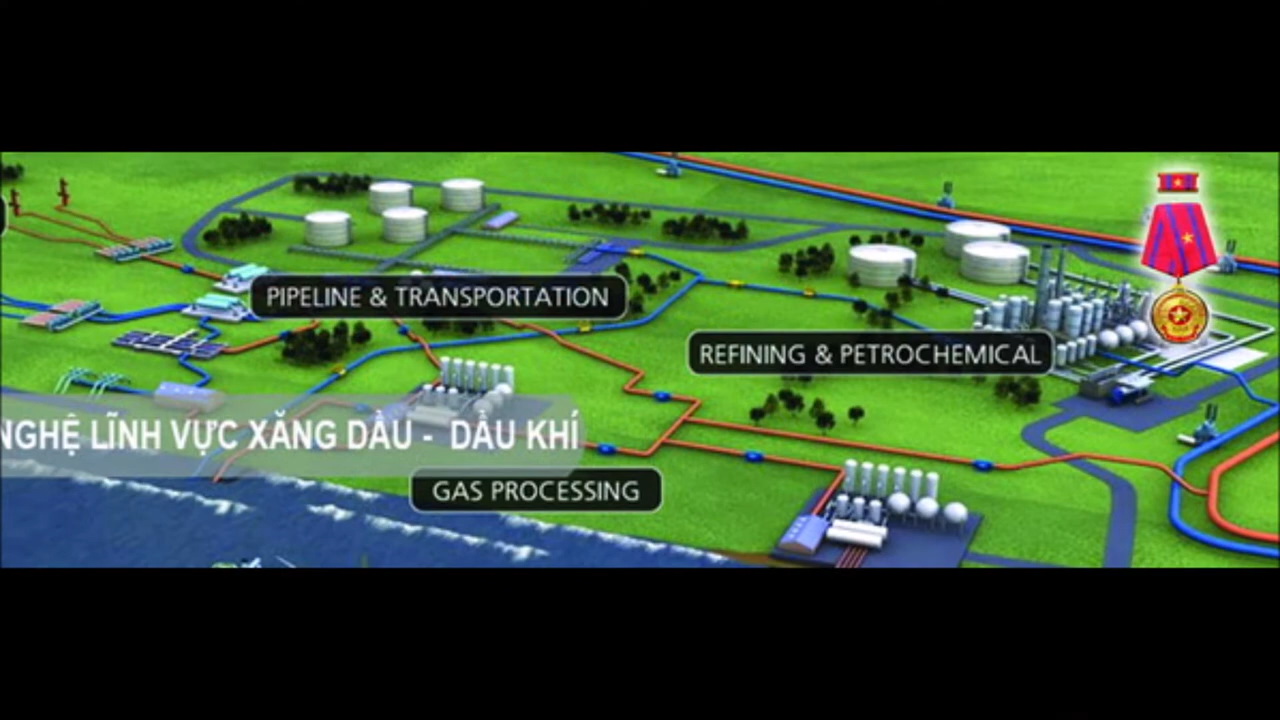 PIPELINE & TRANSPORTATION
REFINING & PETROCHEMICAL
NGHỆ LĨNH VỰC XĂNG DẦU - DẦU KHÍ
GAS PROCESSING